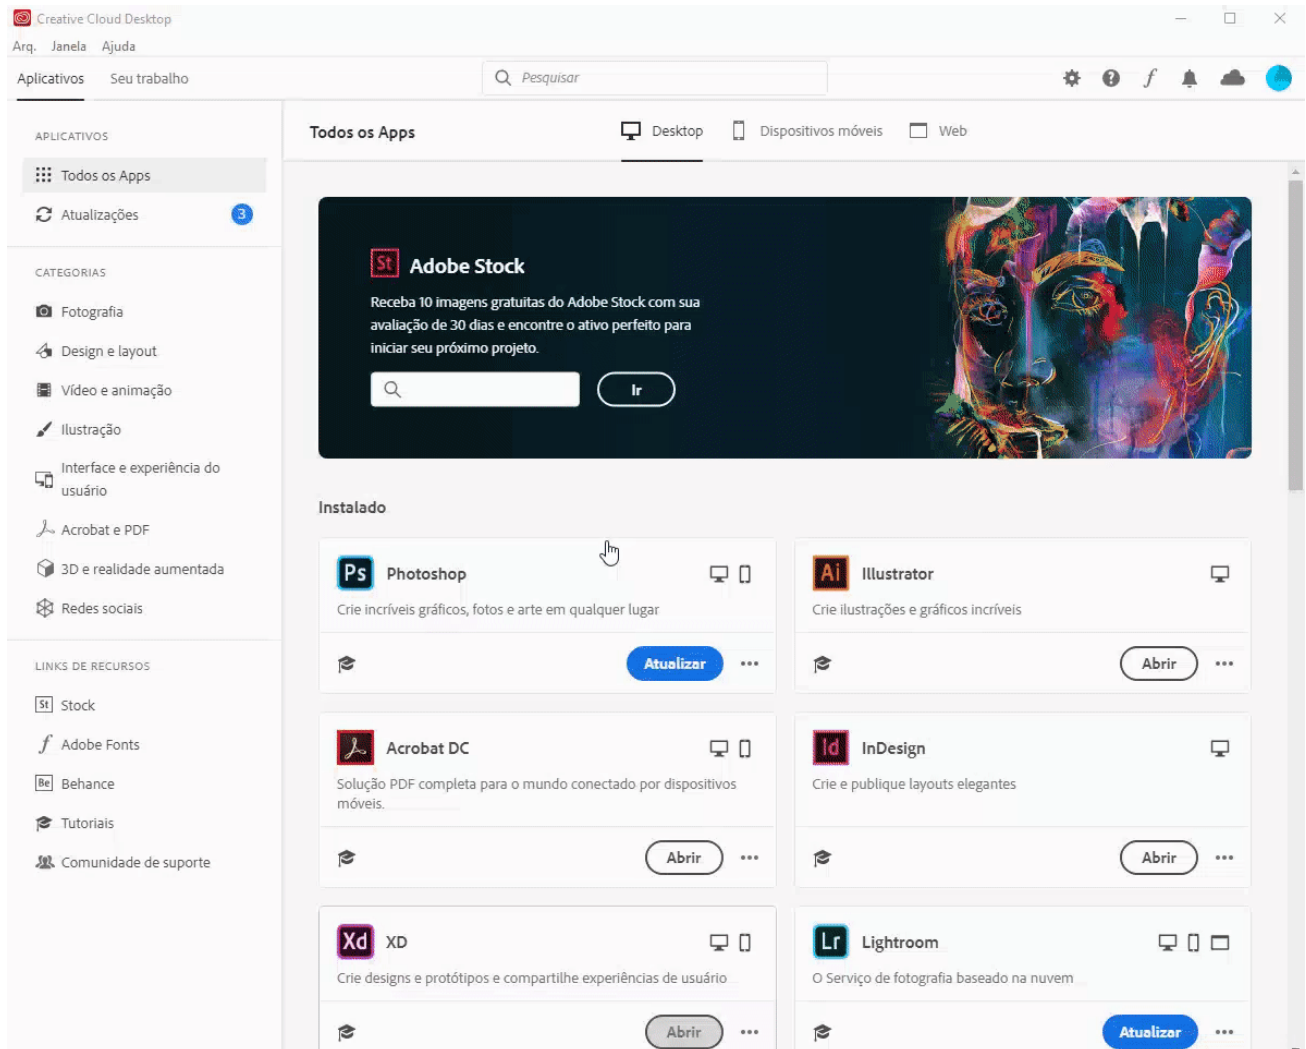 Creative Cloud Desktop
Arq. Janela Ajuda
Aplicativos Seu trabalho Pesquisar
APLICATIVOS
Todos os Apps
Atualizações 3
CATEGORIAS
Fotografia
Design e layout
Vídeo e animação
Ilustração
Interface e experiência do
usuário
Acrobat e PDF
3D e realidade aumentada
Redes sociais
LINKS DE RECURSOS
St Stock
Adobe Fonts
Be Behance
Tutoriais
Comunidade de suporte
Todos os Apps Desktop Dispositivos móveis Web
St Adobe Stock
Receba 10 imagens gratuitas do Adobe Stock com sua
avaliação de 30 dias e encontre o ativo perfeito para
iniciar seu próximo projeto.
Ir
Instalado
Ps Photoshop
Crie incríveis gráficos, fotos e arte em qualquer lugar
Atualizar
Ai Illustrator
Crie ilustrações e gráficos incríveis
Abrir
Acrobat DC
Solução PDF completa para o mundo conectado por dispositivos
móveis.
Abrir
Id InDesign
Crie e publique layouts elegantes
Abrir
Xd XD
Crie designs e protótipos e compartilhe experiências de usuário
Abrir
Lr Lightroom
O Serviço de fotografia baseado na nuvem
Atualizar